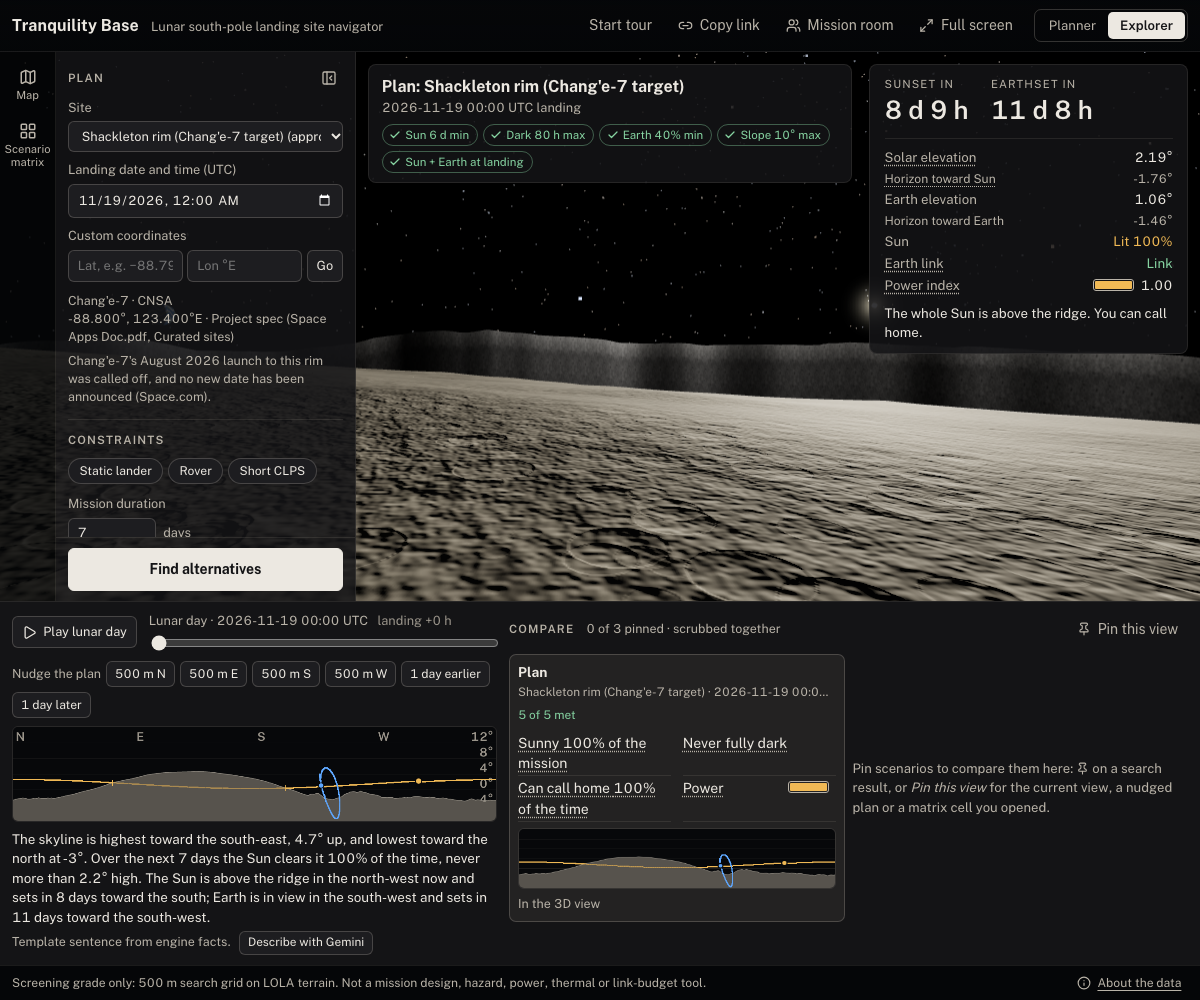 Tranquility Base Lunar south-pole landing site navigator
Start tour Copy link Mission room Full screen Planner Explorer
Map
Scenario
matrix
PLAN
Site
Shackleton rim (Chang'e-7 target) (appro
Landing date and time (UTC)
11/19/2026, 12:00 AM
Custom coordinates
Lat, e.g. −88.79 Lon °E Go
Chang'e-7 · CNSA
-88.800°, 123.400°E · Project spec (Space
Apps Doc.pdf, Curated sites)
Chang'e-7's August 2026 launch to this rim
was called off, and no new date has been
announced (Space.com).
CONSTRAINTS
Static lander Rover Short CLPS
Mission duration
7 days
Find alternatives
Plan: Shackleton rim (Chang'e-7 target)
2026-11-19 00:00 UTC landing
Sun 6 d min Dark 80 h max Earth 40% min Slope 10° max
Sun + Earth at landing
SUNSET IN EARTHSET IN
8 d 9 h 11 d 8 h
Solar elevation 2.19°
Horizon toward Sun -1.76°
Earth elevation 1.06°
Horizon toward Earth -1.46°
Sun Lit 100%
Earth link Link
Power index 1.00
The whole Sun is above the ridge. You can call
home.
Play lunar day
Lunar day · 2026-11-19 00:00 UTC landing +0 h
Nudge the plan 500 m N 500 m E 500 m S 500 m W 1 day earlier
1 day later
N E S W 12°
8°
4°
0°
-4°
The skyline is highest toward the south-east, 4.7° up, and lowest toward the
north at -3°. Over the next 7 days the Sun clears it 100% of the time, never
more than 2.2° high. The Sun is above the ridge in the north-west now and
sets in 8 days toward the south; Earth is in view in the south-west and sets in
11 days toward the south-west.
Template sentence from engine facts. Describe with Gemini
COMPARE 0 of 3 pinned · scrubbed together Pin this view
Plan
Shackleton rim (Chang'e-7 target) · 2026-11-19 00:0...
5 of 5 met
Sunny 100% of the
mission
Never fully dark
Can call home 100%
of the time
Power
In the 3D view
Pin scenarios to compare them here: on a search
result, or Pin this view for the current view, a nudged
plan or a matrix cell you opened.
Screening grade only: 500 m search grid on LOLA terrain. Not a mission design, hazard, power, thermal or link-budget tool.
About the data